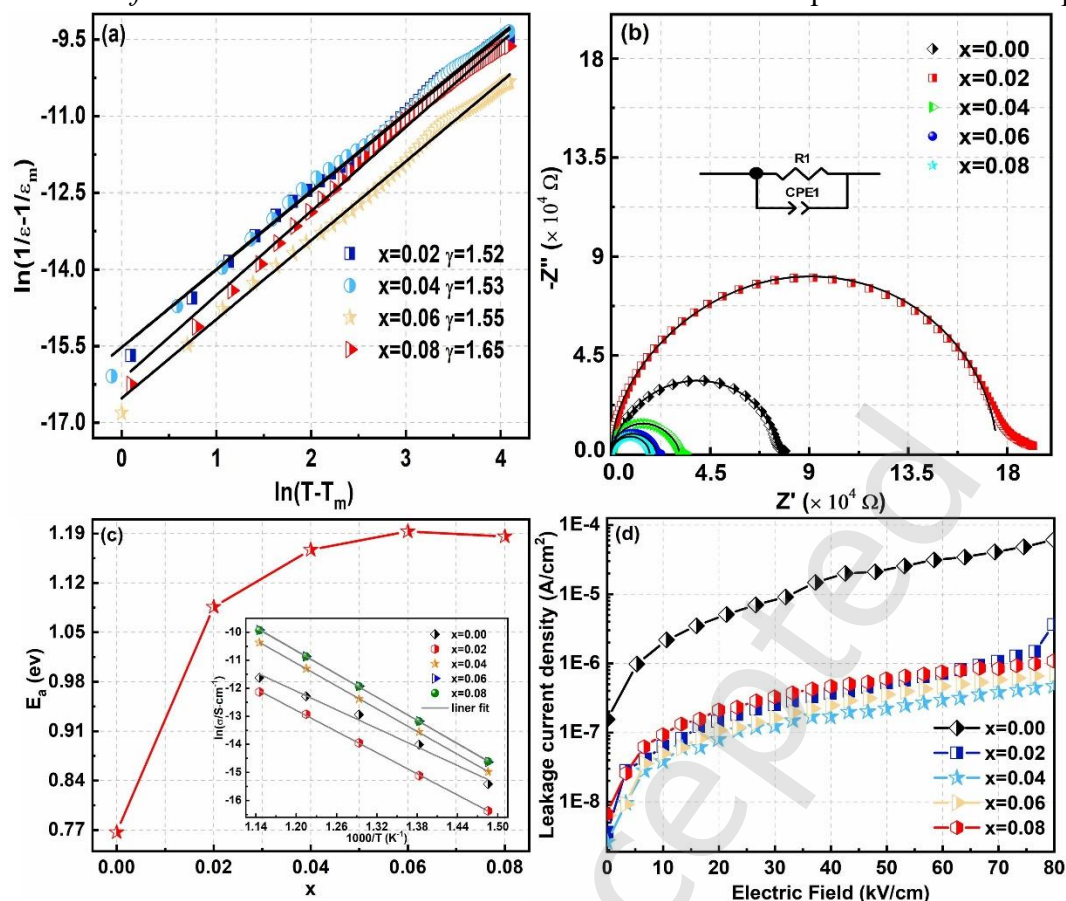 (a)
-9.5
-11.0
-12.5
-14.0
-15.5
-17.0
ln(1/ε-1/εm)
x=0.02 γ=1.52
x=0.04 γ=1.53
x=0.06 γ=1.55
x=0.08 γ=1.65
0 1 2 3 4
ln(T-Tm)
(b)
18
13.5
9
4.5
0.0
-Z'' (× 10⁴ Ω)
x=0.00
x=0.02
x=0.04
x=0.06
x=0.08
R1
CPE1
0.0 4.5 9 13.5 18
Z' (× 10⁴ Ω)
(c)
1.19
1.12
1.05
0.98
0.91
0.84
0.77
Ea (ev)
-10
-11
-12
-13
-14
-15
-16
ln(σ/S·cm⁻¹)
x=0.00
x=0.02
x=0.04
x=0.06
x=0.08
liner fit
1.14 1.20 1.26 1.32 1.38 1.44 1.50
1000/T (K⁻¹)
0.00 0.02 0.04 0.06 0.08
x
(d)
1E-4
1E-5
1E-6
1E-7
1E-8
Leakage current density (A/cm²)
x=0.00
x=0.02
x=0.04
x=0.06
x=0.08
0 10 20 30 40 50 60 70 80
Electric Field (kV/cm)
cepted